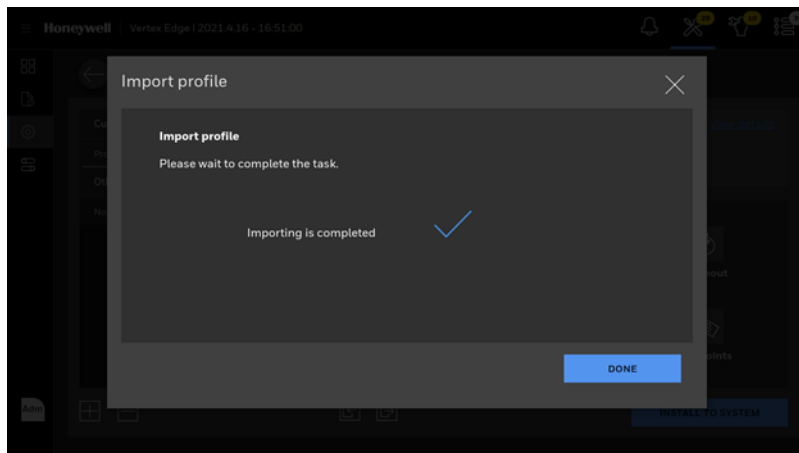 Honeywell Vertex Edge | 2021.4.16 - 16:51:00
Import profile
Import profile
Please wait to complete the task.
Importing is completed
DONE
Adm
INSTALL TO SYSTEM